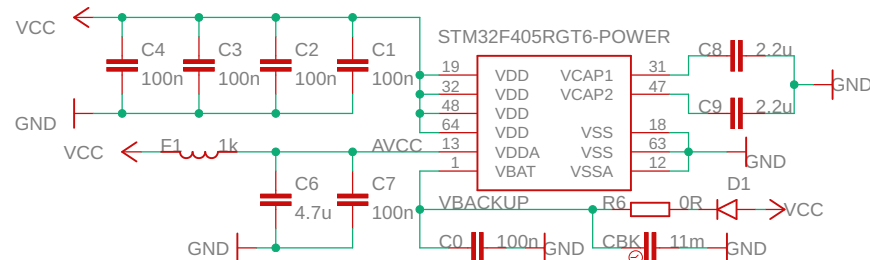 STM32F405RGT6-POWER
VCC
C4 C3 C2 C1 C8 2.2u
100n 100n 100n 100n
19 VDD VCAP1 31
GND
32 VDD VCAP2 47
48 VDD C9 2.2u
GND
64 VDD VSS 18
VCC F1 1k AVCC 13 VDDA VSS 63
GND
1 VBAT VSSA 12
C6 C7 D1
4.7u 100n VBACKUP R6 0R VCC
GND C0 100n GND CBK 11m GND